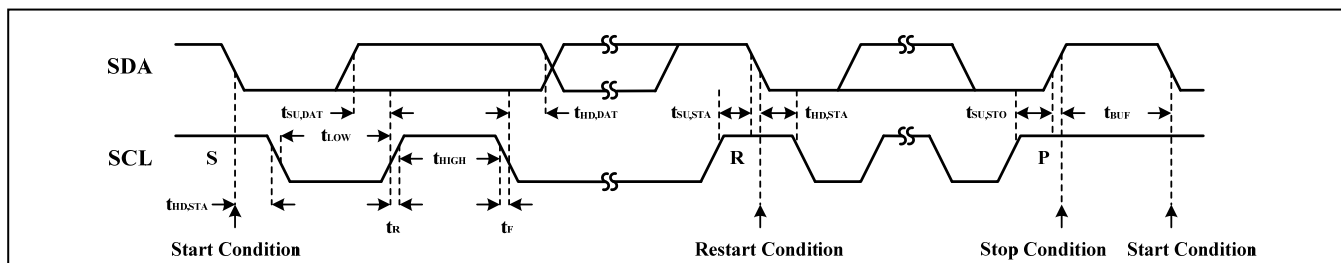 SDA
tSU,DAT
tHD,DAT
tSU,STA
tHD,STA
tSU,STO
tBUF
tLOW
SCL
S
tHIGH
R
P
tHD,STA
tR
tF
Start Condition
Restart Condition
Stop Condition
Start Condition